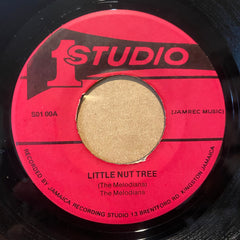 1
STUDIO
SO1 00A
(JAMREC MUSIC)
LITTLE NUT TREE
(The Melodians)
The Melodians
RECORDED BY JAMAICA RECORDING STUDIO 13 BRENTFORD RD KINGSTON JAMAICA